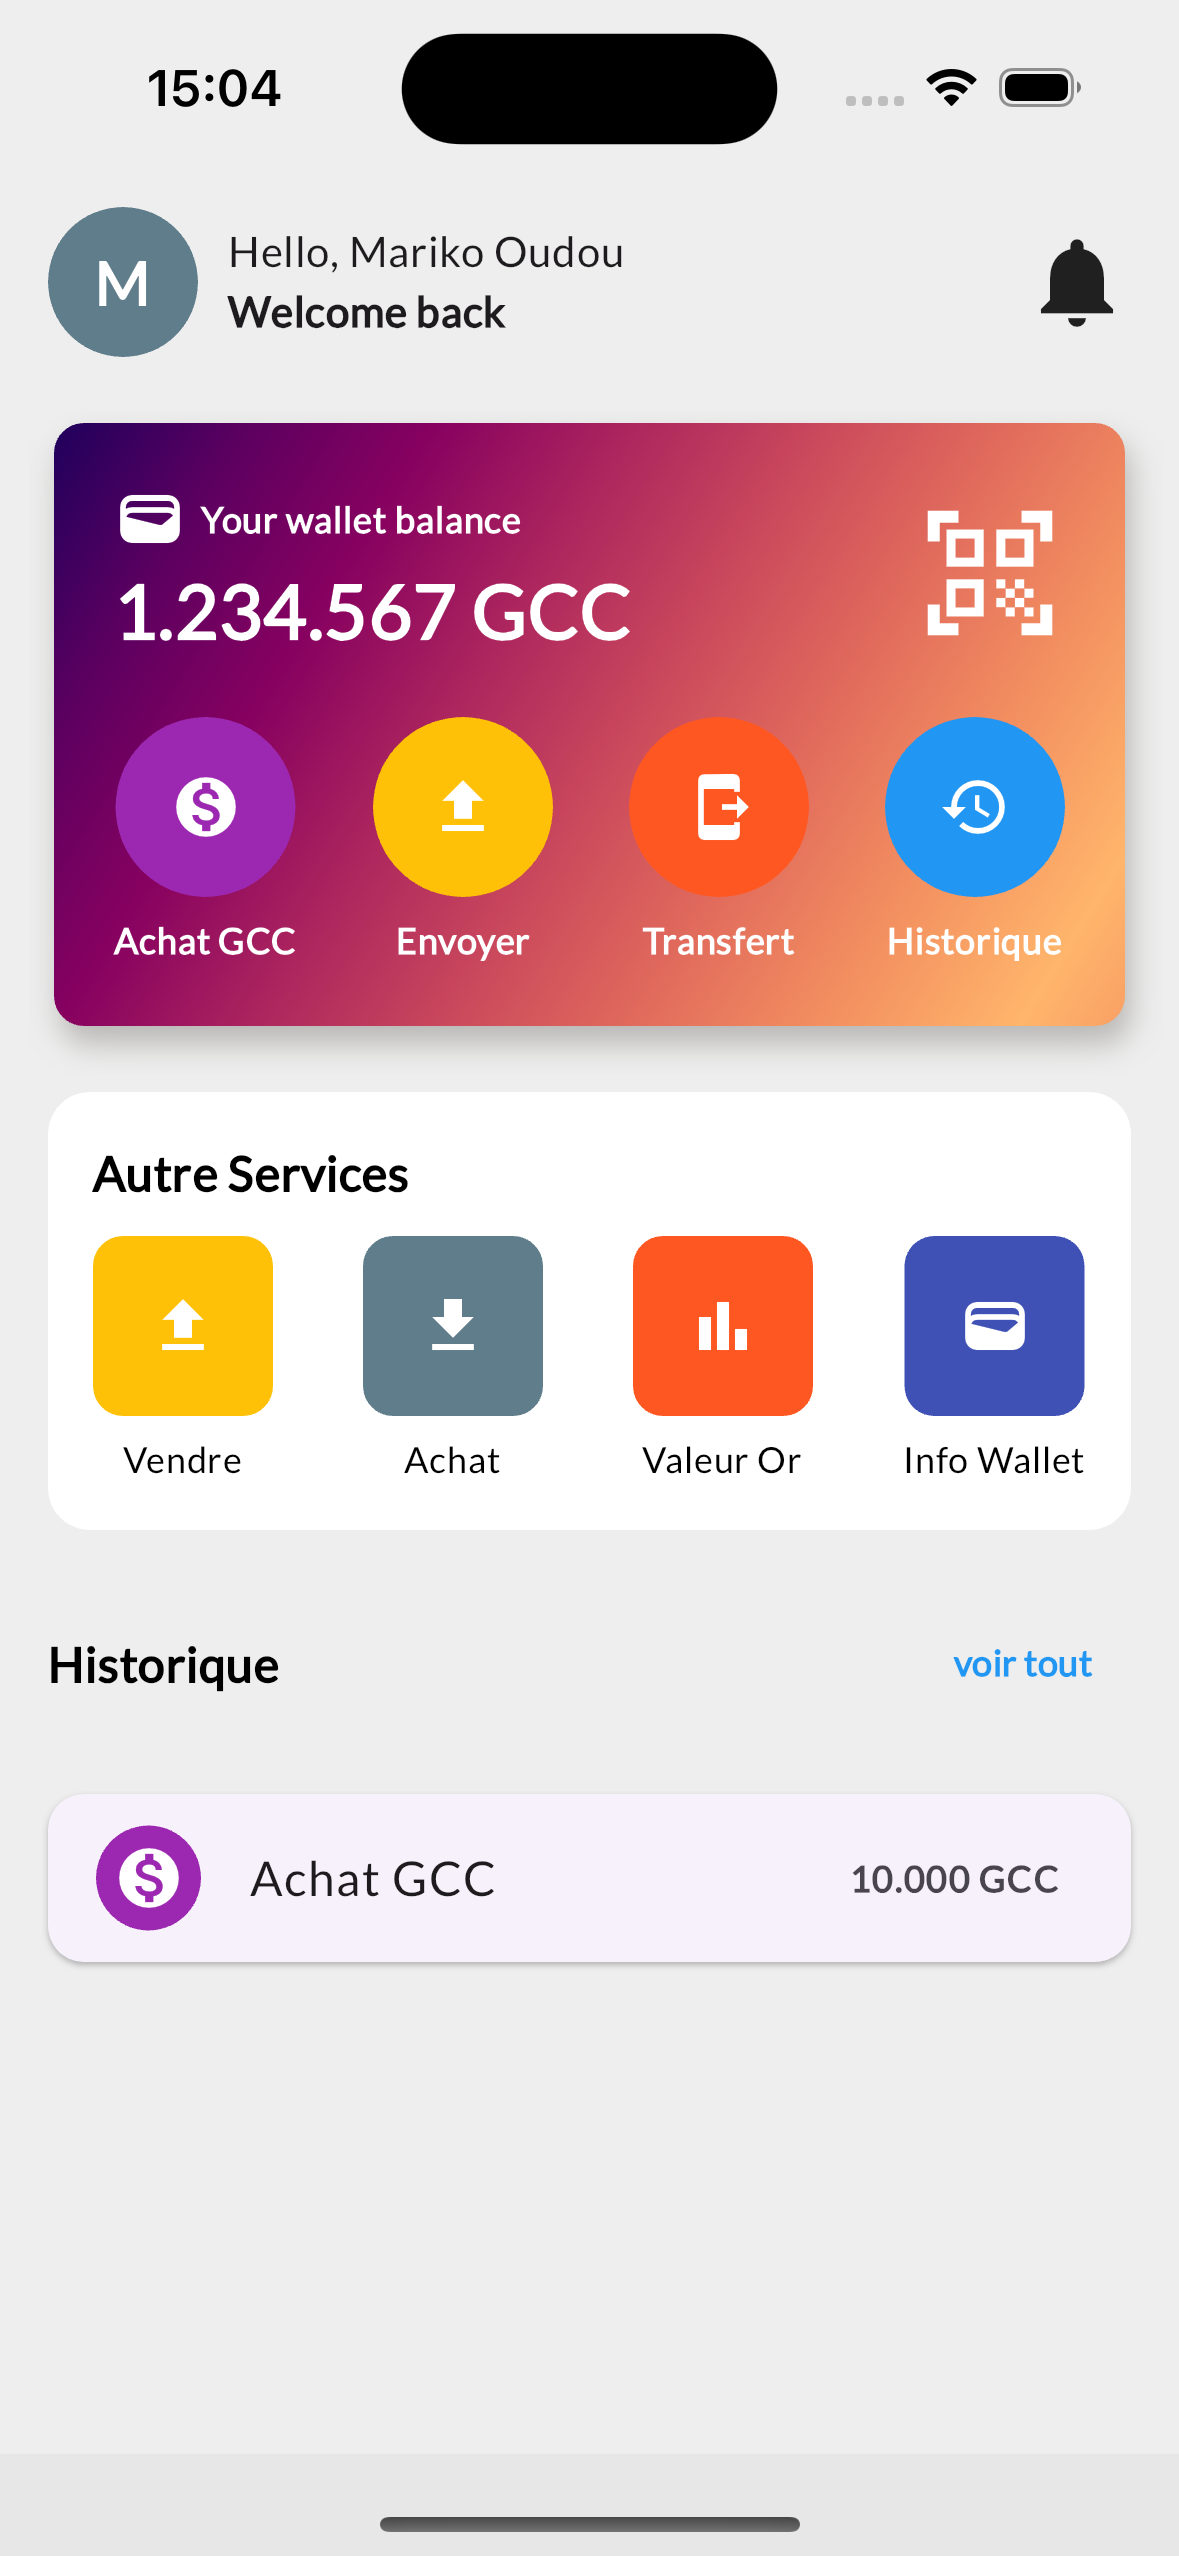 15:04
M
Hello, Mariko Oudou
Welcome back
Your wallet balance
1.234.567 GCC
Achat GCC
Envoyer
Transfert
Historique
Autre Services
Vendre
Achat
Valeur Or
Info Wallet
Historique
voir tout
Achat GCC
10.000 GCC